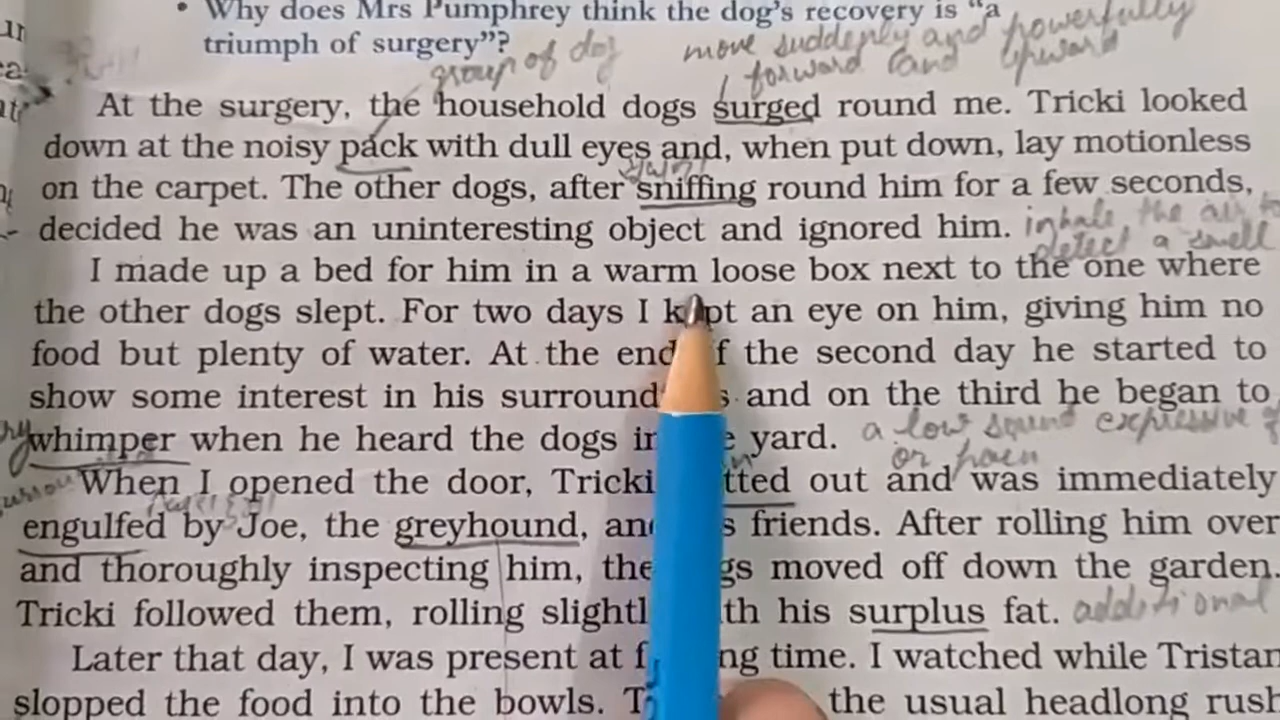 • Why does Mrs Pumphrey think the dog's recovery is "a
triumph of surgery"?
group of dog
move suddenly and powerfully
forward (and upward
At the surgery, the household dogs surged round me. Tricki looked
down at the noisy pack with dull eyes and, when put down, lay motionless
on the carpet. The other dogs, after sniffing round him for a few seconds,
decided he was an uninteresting object and ignored him.
inhale the air to
detect a smell
I made up a bed for him in a warm loose box next to the one where
the other dogs slept. For two days I kept an eye on him, giving him no
food but plenty of water. At the end f the second day he started to
show some interest in his surround s and on the third he began to
whimper when he heard the dogs in e yard.
a low sound expressive of
or pain
When I opened the door, Tricki tted out and was immediately
engulfed by Joe, the greyhound, and s friends. After rolling him over
and thoroughly inspecting him, the gs moved off down the garden.
Tricki followed them, rolling slightl th his surplus fat. additional
Later that day, I was present at f ng time. I watched while Tristan
slopped the food into the bowls. T the usual headlong rush